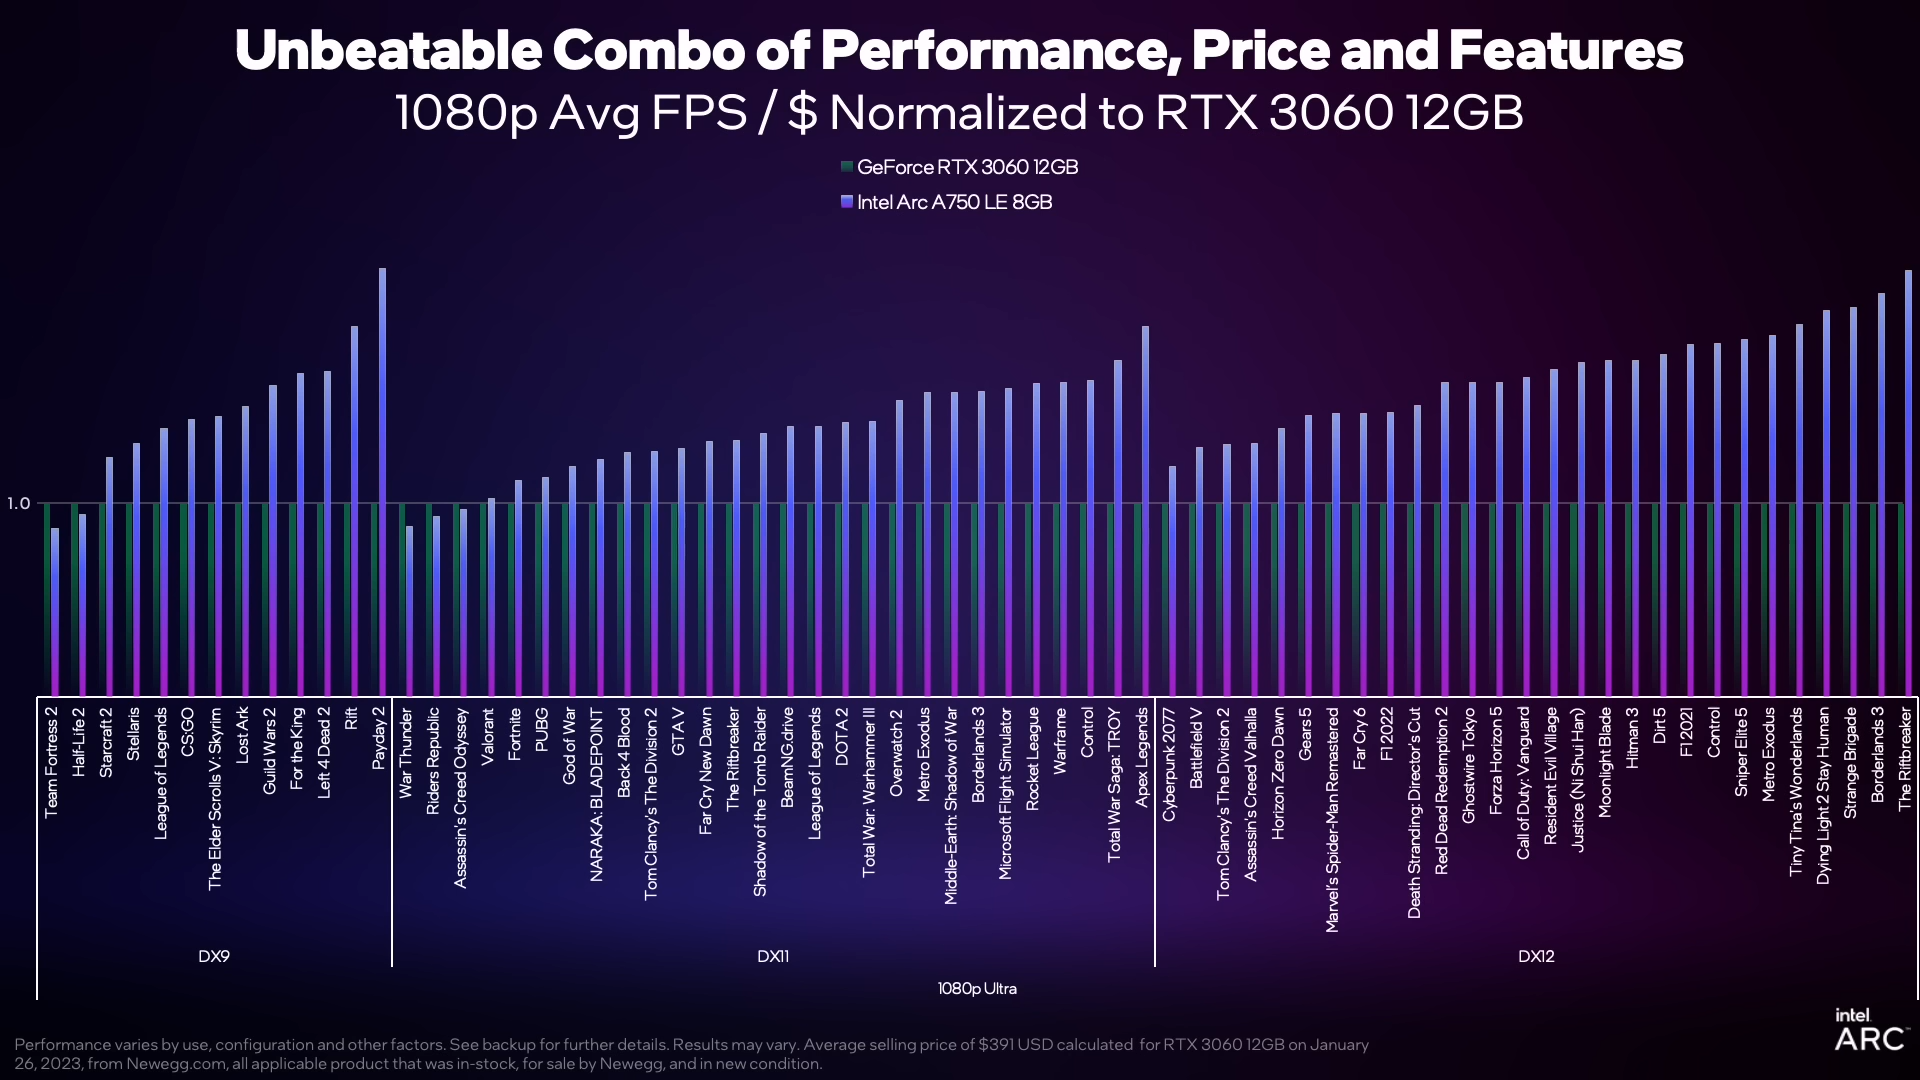 Unbeatable Combo of Performance, Price and Features
1080p Avg FPS / $ Normalized to RTX 3060 12GB
GeForce RTX 3060 12GB
Intel Arc A750 LE 8GB
1.0
Team Fortress 2
Half-Life 2
Starcraft 2
Stellaris
League of Legends
CS:GO
The Elder Scrolls V: Skyrim
Lost Ark
Guild Wars 2
For the King
Left 4 Dead 2
Rift
Payday 2
War Thunder
Riders Republic
Assassin's Creed Odyssey
Valorant
Fortnite
PUBG
God of War
NARAKA: BLADEPOINT
Back 4 Blood
Tom Clancy's The Division 2
GTA V
Far Cry New Dawn
The Riftbreaker
Shadow of the Tomb Raider
BeamNG.drive
League of Legends
DOTA 2
Total War: Warhammer III
Overwatch 2
Metro Exodus
Middle-Earth: Shadow of War
Borderlands 3
Microsoft Flight Simulator
Rocket League
Warframe
Control
Total War Saga: TROY
Apex Legends
Cyberpunk 2077
Battlefield V
Tom Clancy's The Division 2
Assassin's Creed Valhalla
Horizon Zero Dawn
Gears 5
Marvel's Spider-Man Remastered
Far Cry 6
F1 2022
Death Stranding: Director's Cut
Red Dead Redemption 2
Ghostwire Tokyo
Forza Horizon 5
Call of Duty: Vanguard
Resident Evil Village
Justice (Ni Shui Han)
Moonlight Blade
Hitman 3
Dirt 5
F1 2021
Control
Sniper Elite 5
Metro Exodus
Tiny Tina's Wonderlands
Dying Light 2 Stay Human
Strange Brigade
Borderlands 3
The Riftbreaker
DX9
DX11
DX12
1080p Ultra
intel
ARC™
Performance varies by use, configuration and other factors. See backup for further details. Results may vary. Average selling price of $391 USD calculated for RTX 3060 12GB on January
26, 2023, from Newegg.com, all applicable product that was in-stock, for sale by Newegg, and in new condition.